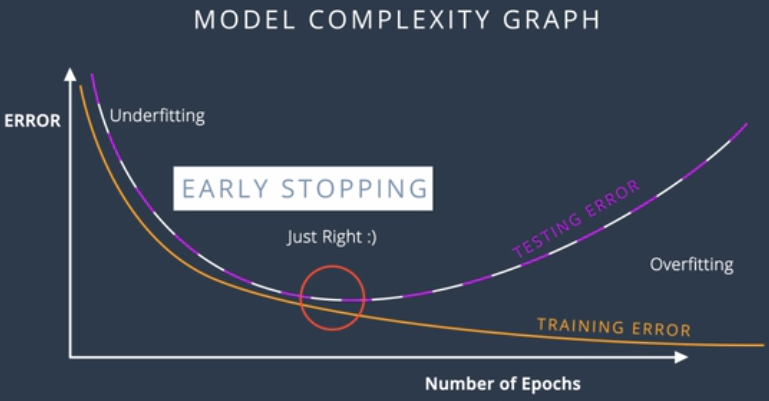 MODEL COMPLEXITY GRAPH
ERROR
Underfitting
EARLY STOPPING
Just Right :)
TESTING ERROR
Overfitting
TRAINING ERROR
Number of Epochs